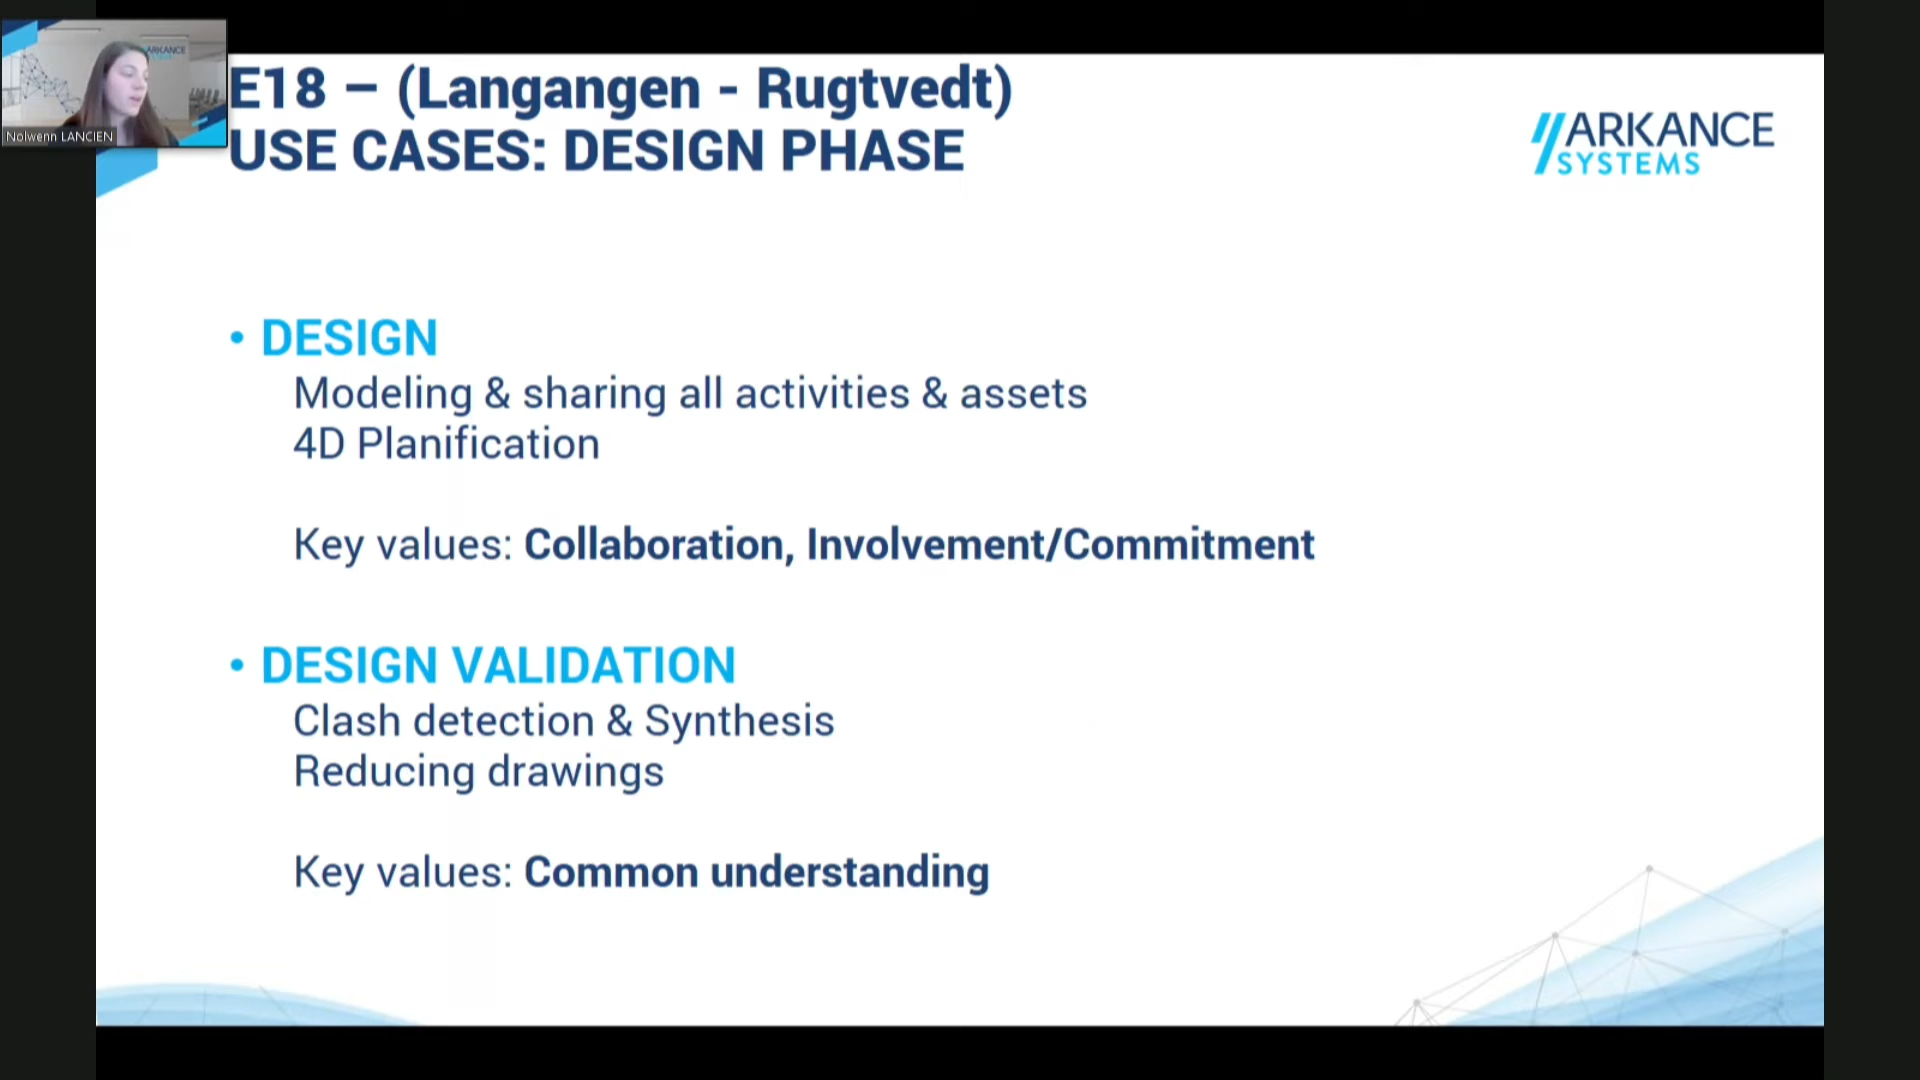 ARKANCE
Nolwenn LANCIEN
E18 – (Langangen - Rugtvedt)
USE CASES: DESIGN PHASE
ARKANCE
SYSTEMS
• DESIGN
Modeling & sharing all activities & assets
4D Planification
Key values: Collaboration, Involvement/Commitment
• DESIGN VALIDATION
Clash detection & Synthesis
Reducing drawings
Key values: Common understanding